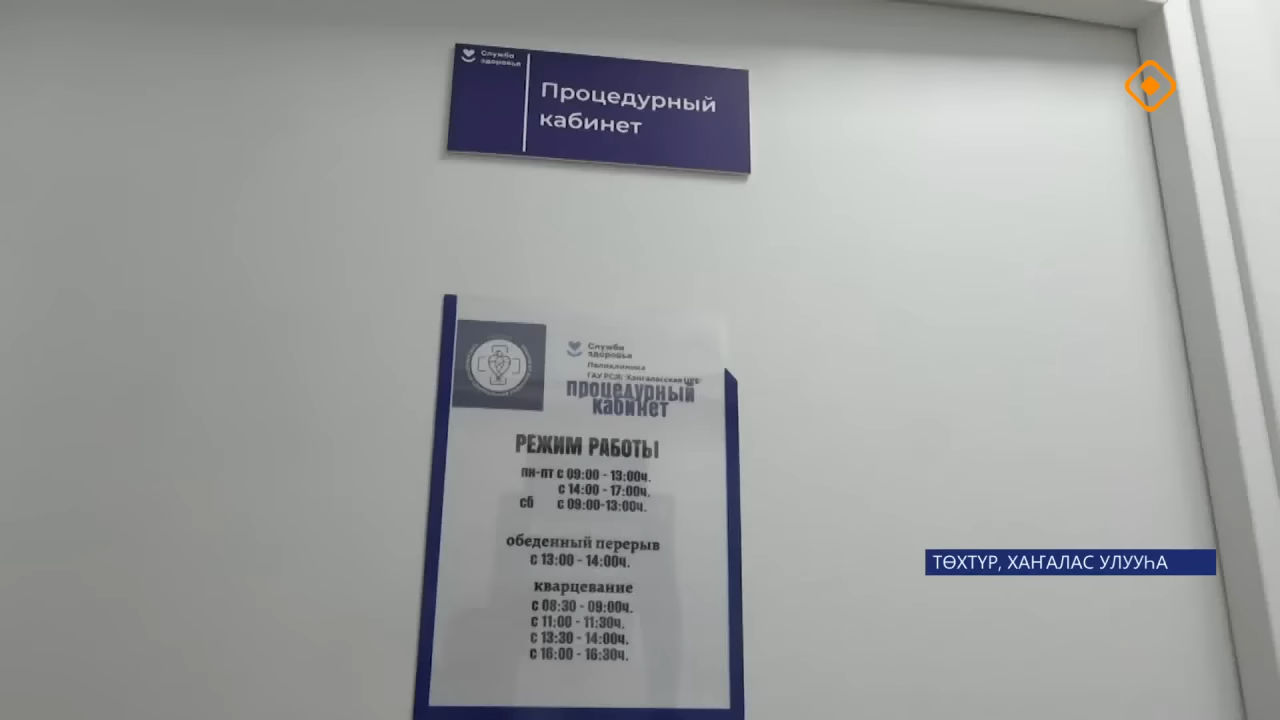 Служба
здоровья
Процедурный
кабинет
Служба
здоровья
Поликлиника
ГАУ РС(Я) "Хангаласская ЦРБ"
процедурный
кабинет
РЕЖИМ РАБОТЫ
пн-пт с 09:00 - 13:00ч.
с 14:00 - 17:00ч.
сб с 09:00-13:00ч.
обеденный перерыв
с 13:00 - 14:00ч.
кварцевание
с 08:30 - 09:00ч.
с 11:00 - 11:30ч.
с 13:30 - 14:00ч.
с 16:00 - 16:30ч.
ТӨХТҮР, ХАҤАЛАС УЛУУҺА